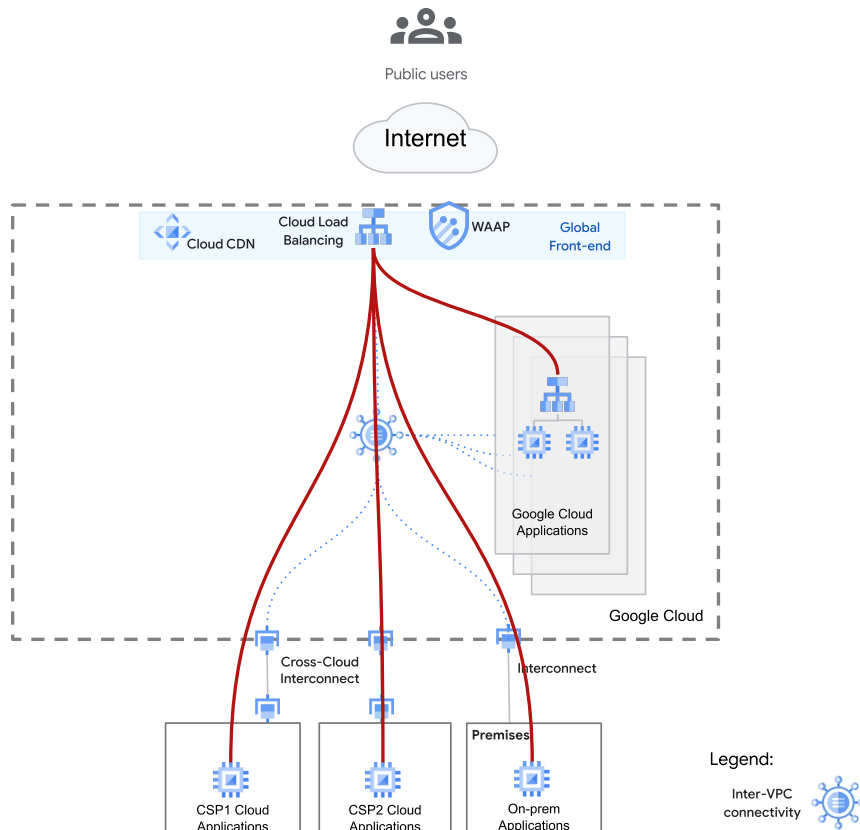 Public users
Internet
Cloud CDN
Cloud Load
Balancing
WAAP
Global
Front-end
Google Cloud
Applications
Google Cloud
Cross-Cloud
Interconnect
Interconnect
Premises
CSP1 Cloud
Applications
CSP2 Cloud
Applications
On-prem
Applications
Legend:
Inter-VPC
connectivity